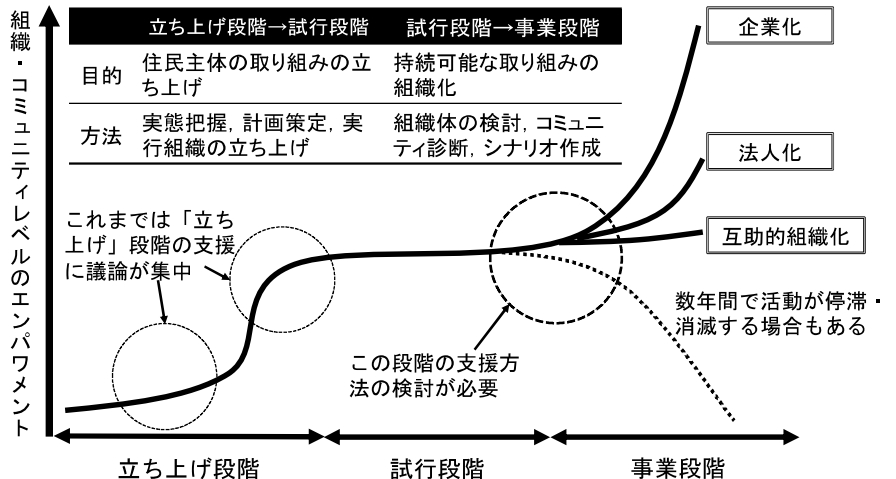 組織・コミュニティレベルのエンパワメント
立ち上げ段階→試行段階
試行段階→事業段階
目的
住民主体の取り組みの立
ち上げ
持続可能な取り組みの
組織化
方法
実態把握，計画策定，実
行組織の立ち上げ
組織体の検討，コミュニ
ティ診断，シナリオ作成
企業化
法人化
互助的組織化
これまでは「立ち
上げ」段階の支援
に議論が集中
数年間で活動が停滞・
消滅する場合もある
この段階の支援方
法の検討が必要
立ち上げ段階
試行段階
事業段階